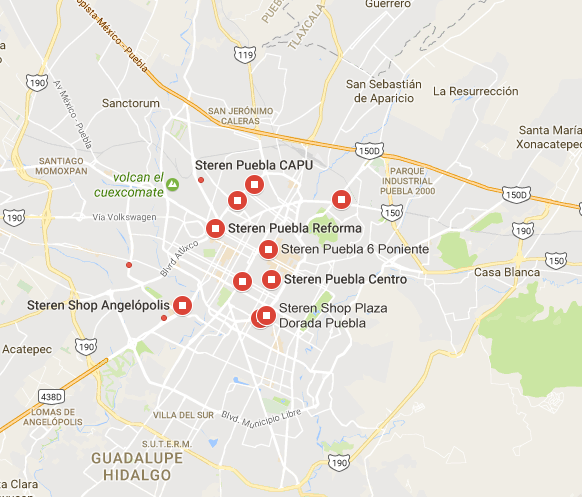 Guerrero
pista-México - Puebla
TLAXCALA
119
190
San Sebastián
de Aparicio
La Resurrección
Av México - Puebla
Sanctorum
SAN JERÓNIMO
CALERAS
Santa María
Xonacatepec
150D
SANTIAGO
MOMOXPAN
Steren Puebla CAPU
volcan el
cuexcomate
PARQUE
INDUSTRIAL
PUEBLA 2000
150D
190
Via Volkswagen
150
190
Steren Puebla Reforma
Blvrd Atlixco
Steren Puebla 6 Poniente
190
Casa Blanca
Steren Puebla Centro
Steren Shop Angelópolis
Steren Shop Plaza
Dorada Puebla
Acatepec
190
438D
LOMAS DE
ANGELÓPOLIS
VILLA DEL SUR
Blvd. Municipio Libre
S.U.T.E.R.M.
GUADALUPE
HIDALGO
190
ta Clara